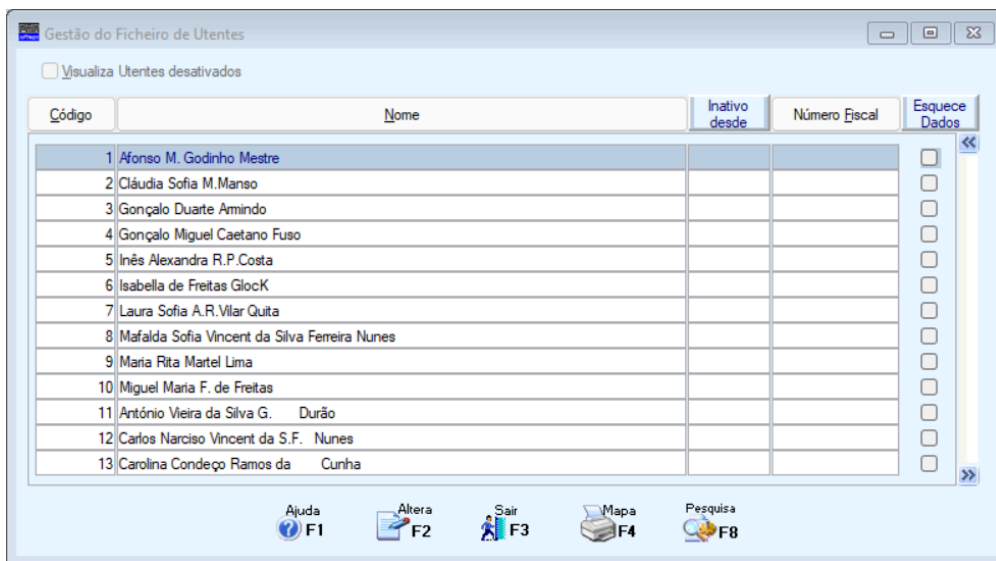 Gestão do Ficheiro de Utentes
Visualiza Utentes desativados
Código Nome Inativo desde Número Fiscal Esquece Dados
1 Afonso M. Godinho Mestre
2 Cláudia Sofia M.Manso
3 Gonçalo Duarte Armindo
4 Gonçalo Miguel Caetano Fuso
5 Inês Alexandra R.P.Costa
6 Isabella de Freitas GlocK
7 Laura Sofia A.R.Vilar Quita
8 Mafalda Sofia Vincent da Silva Ferreira Nunes
9 Maria Rita Martel Lima
10 Miguel Maria F. de Freitas
11 António Vieira da Silva G. Durão
12 Carlos Narciso Vincent da S.F. Nunes
13 Carolina Condeço Ramos da Cunha
Ajuda F1 Altera F2 Sair F3 Mapa F4 Pesquisa F8